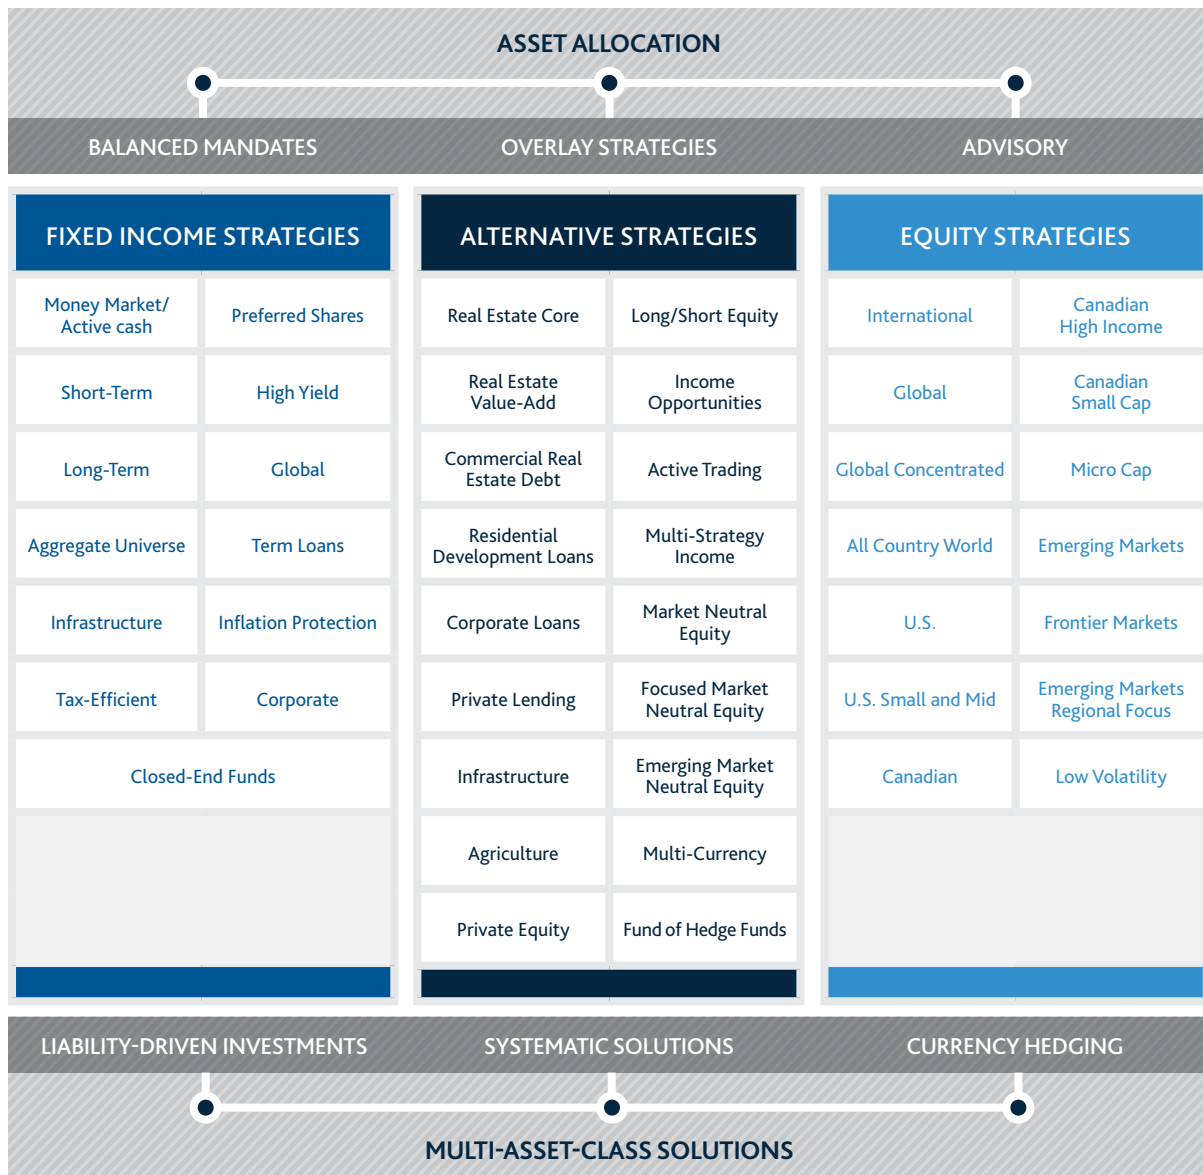 ASSET ALLOCATION
BALANCED MANDATES
OVERLAY STRATEGIES
ADVISORY
FIXED INCOME STRATEGIES
Money Market/
Active cash
Preferred Shares
Short-Term
High Yield
Long-Term
Global
Aggregate Universe
Term Loans
Infrastructure
Inflation Protection
Tax-Efficient
Corporate
Closed-End Funds
ALTERNATIVE STRATEGIES
Real Estate Core
Long/Short Equity
Real Estate
Value-Add
Income
Opportunities
Commercial Real
Estate Debt
Active Trading
Residential
Development Loans
Multi-Strategy
Income
Corporate Loans
Market Neutral
Equity
Private Lending
Focused Market
Neutral Equity
Infrastructure
Emerging Market
Neutral Equity
Agriculture
Multi-Currency
Private Equity
Fund of Hedge Funds
EQUITY STRATEGIES
International
Canadian
High Income
Global
Canadian
Small Cap
Global Concentrated
Micro Cap
All Country World
Emerging Markets
U.S.
Frontier Markets
U.S. Small and Mid
Emerging Markets
Regional Focus
Canadian
Low Volatility
LIABILITY-DRIVEN INVESTMENTS
SYSTEMATIC SOLUTIONS
CURRENCY HEDGING
MULTI-ASSET-CLASS SOLUTIONS